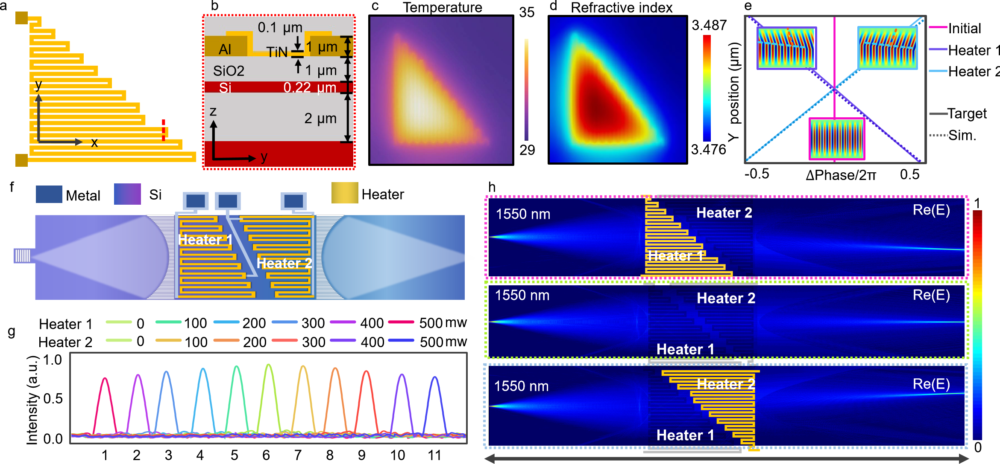 a
y
x
b
0.1 μm
Al
TiN
1 μm
SiO2
1 μm
Si
0.22 μm
z
2 μm
y
c
Temperature
35
29
d
Refractive index
3.487
3.476
e
Y position (μm)
-0.5
ΔPhase/2π
0.5
Initial
Heater 1
Heater 2
Target
Sim.
f
Metal
Si
Heater
Heater 1
Heater 2
g
Heater 1 0 100 200 300 400 500 mw
Heater 2 0 100 200 300 400 500 mw
Intensity (a.u.)
1.0
0.5
0.0
1 2 3 4 5 6 7 8 9 10 11
h
1550 nm
Heater 2
Re(E)
Heater 1
1550 nm
Heater 2
Re(E)
Heater 1
1550 nm
Heater 2
Re(E)
Heater 1
1
0